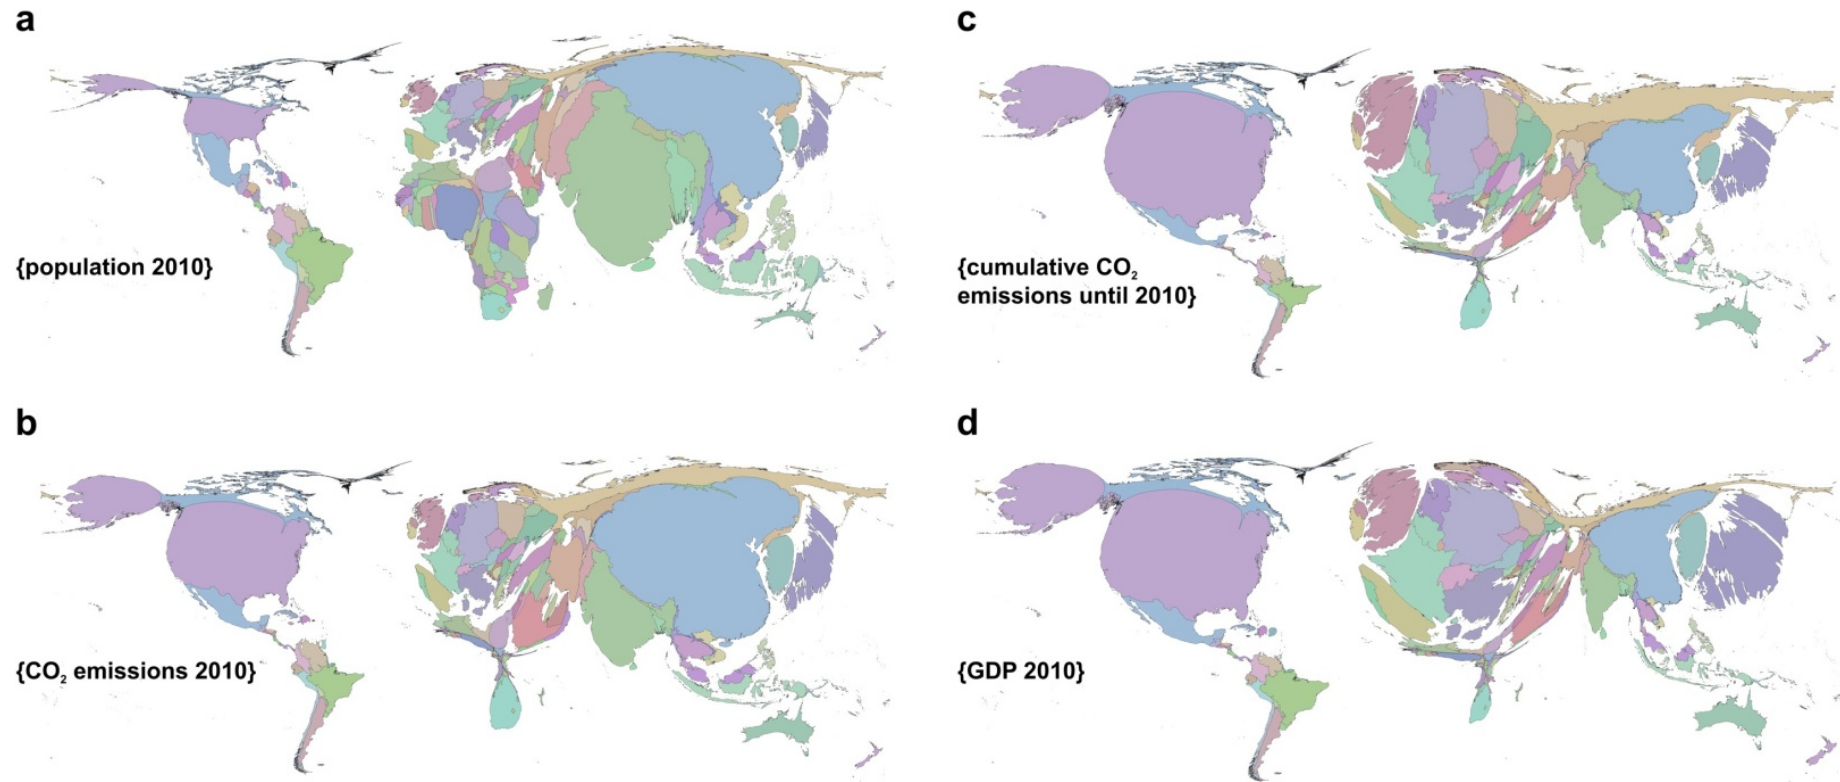 a
{population 2010}
b
{CO₂ emissions 2010}
c
{cumulative CO₂
emissions until 2010}
d
{GDP 2010}